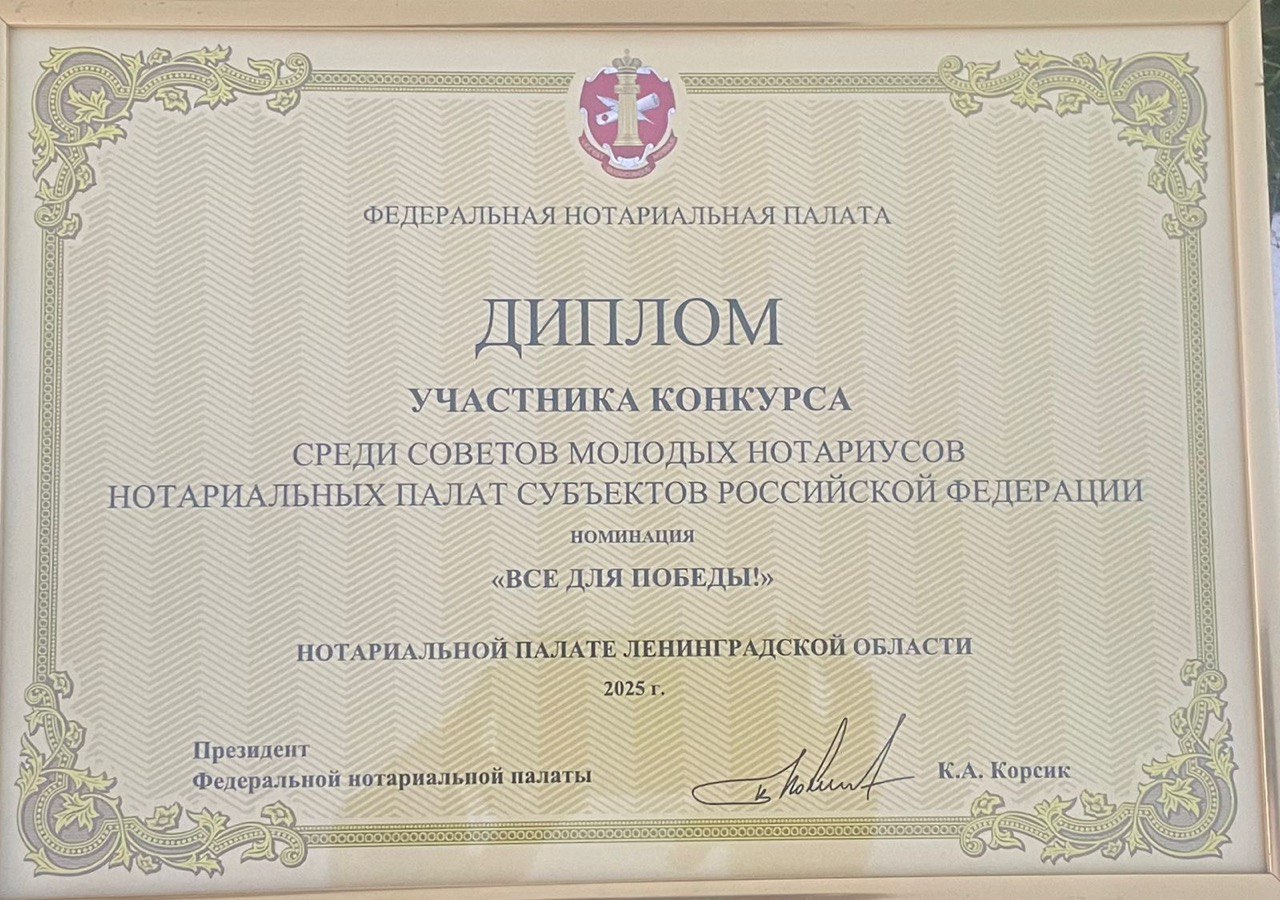 ФЕДЕРАЛЬНАЯ НОТАРИАЛЬНАЯ ПАЛАТА
ДИПЛОМ
УЧАСТНИКА КОНКУРСА
СРЕДИ СОВЕТОВ МОЛОДЫХ НОТАРИУСОВ
НОТАРИАЛЬНЫХ ПАЛАТ СУБЪЕКТОВ РОССИЙСКОЙ ФЕДЕРАЦИИ
НОМИНАЦИЯ
«ВСЕ ДЛЯ ПОБЕДЫ!»
НОТАРИАЛЬНОЙ ПАЛАТЕ ЛЕНИНГРАДСКОЙ ОБЛАСТИ
2025 г.
Президент
Федеральной нотариальной палаты
К.А. Корсик